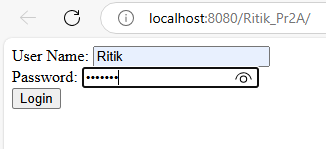 localhost:8080/Ritik_Pr2A/
User Name: Ritik
Password: •••••••
Login